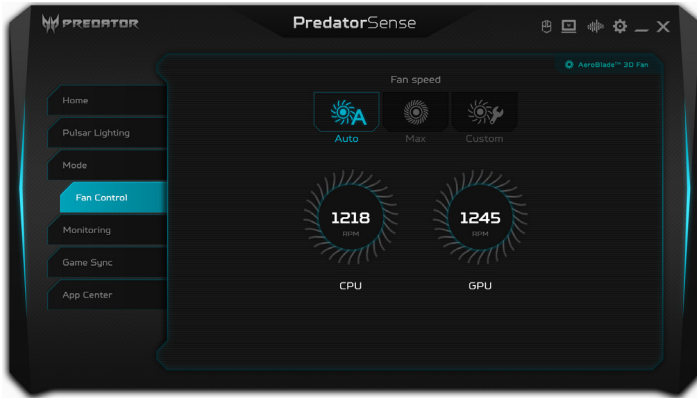 PREDATOR
PredatorSense
AeroBlade™ 3D Fan
Fan speed
Home
Pulsar Lighting
Mode
Fan Control
Monitoring
Game Sync
App Center
A
Auto
Max
Custom
1218
RPM
CPU
1245
RPM
GPU